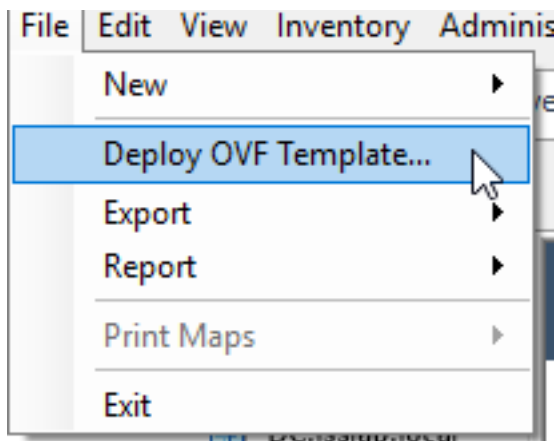 File Edit View Inventory Adminis
New
Deploy OVF Template...
Export
Report
Print Maps
Exit